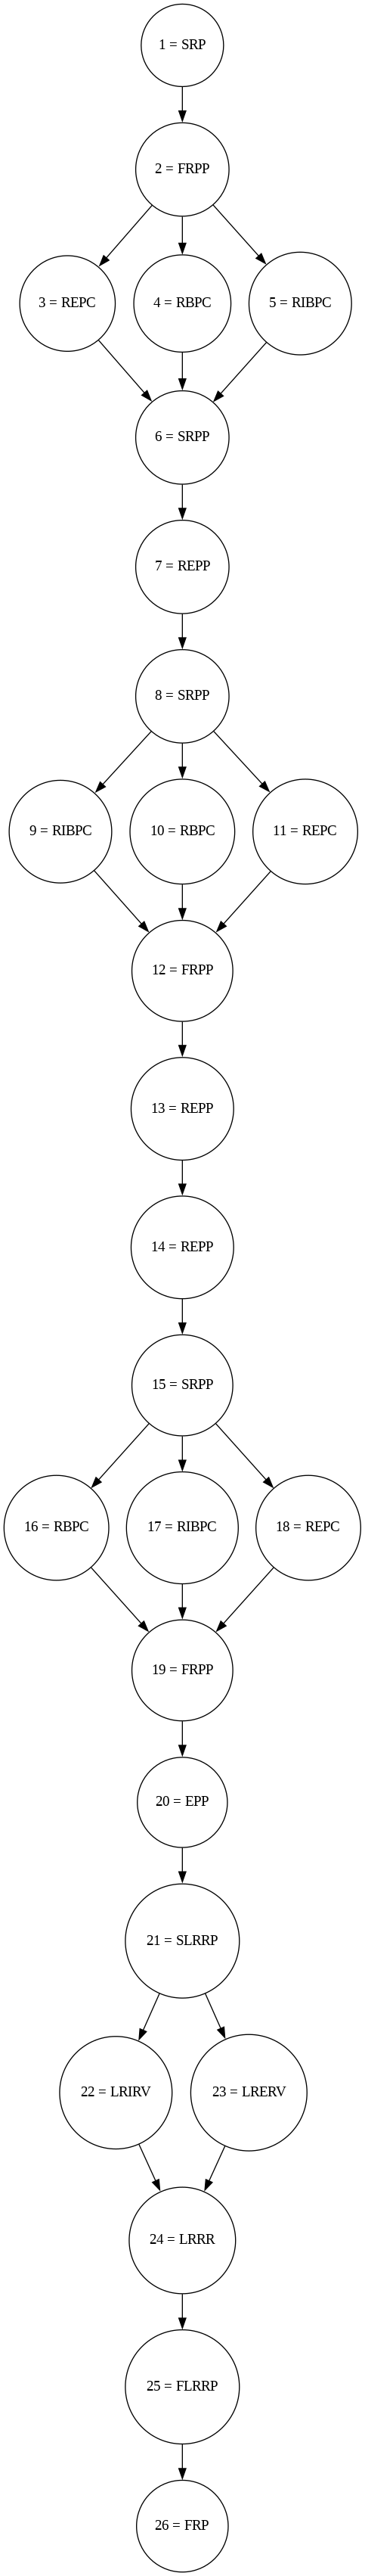 1 = SRP
2 = FRPP
3 = REPC
4 = RBPC
5 = RIBPC
6 = SRPP
7 = REPP
8 = SRPP
9 = RIBPC
10 = RBPC
11 = REPC
12 = FRPP
13 = REPP
14 = REPP
15 = SRPP
16 = RBPC
17 = RIBPC
18 = REPC
19 = FRPP
20 = EPP
21 = SLRRP
22 = LRIRV
23 = LRERV
24 = LRRR
25 = FLRRP
26 = FRP